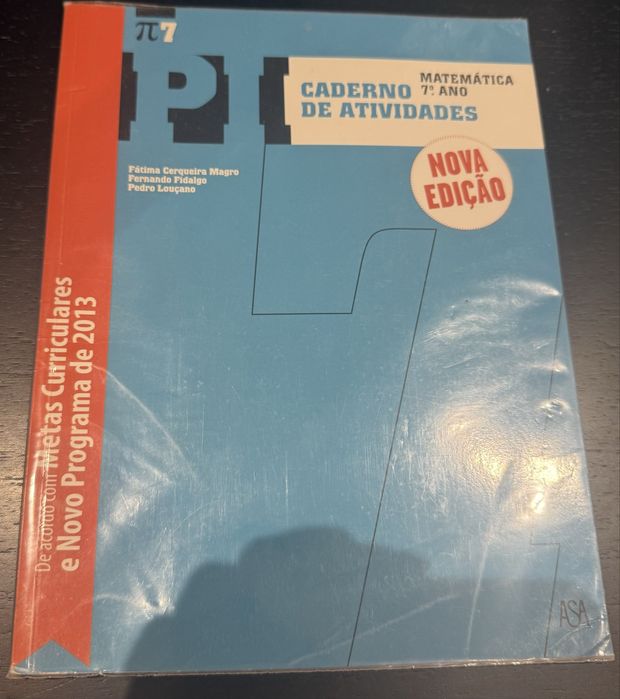 π7
PI
CADERNO
DE ATIVIDADES
MATEMÁTICA
7.º ANO
Fátima Cerqueira Magro
Fernando Fidalgo
Pedro Louçano
NOVA
EDIÇÃO
De acordo com Metas Curriculares
e Novo Programa de 2013
7
ASA